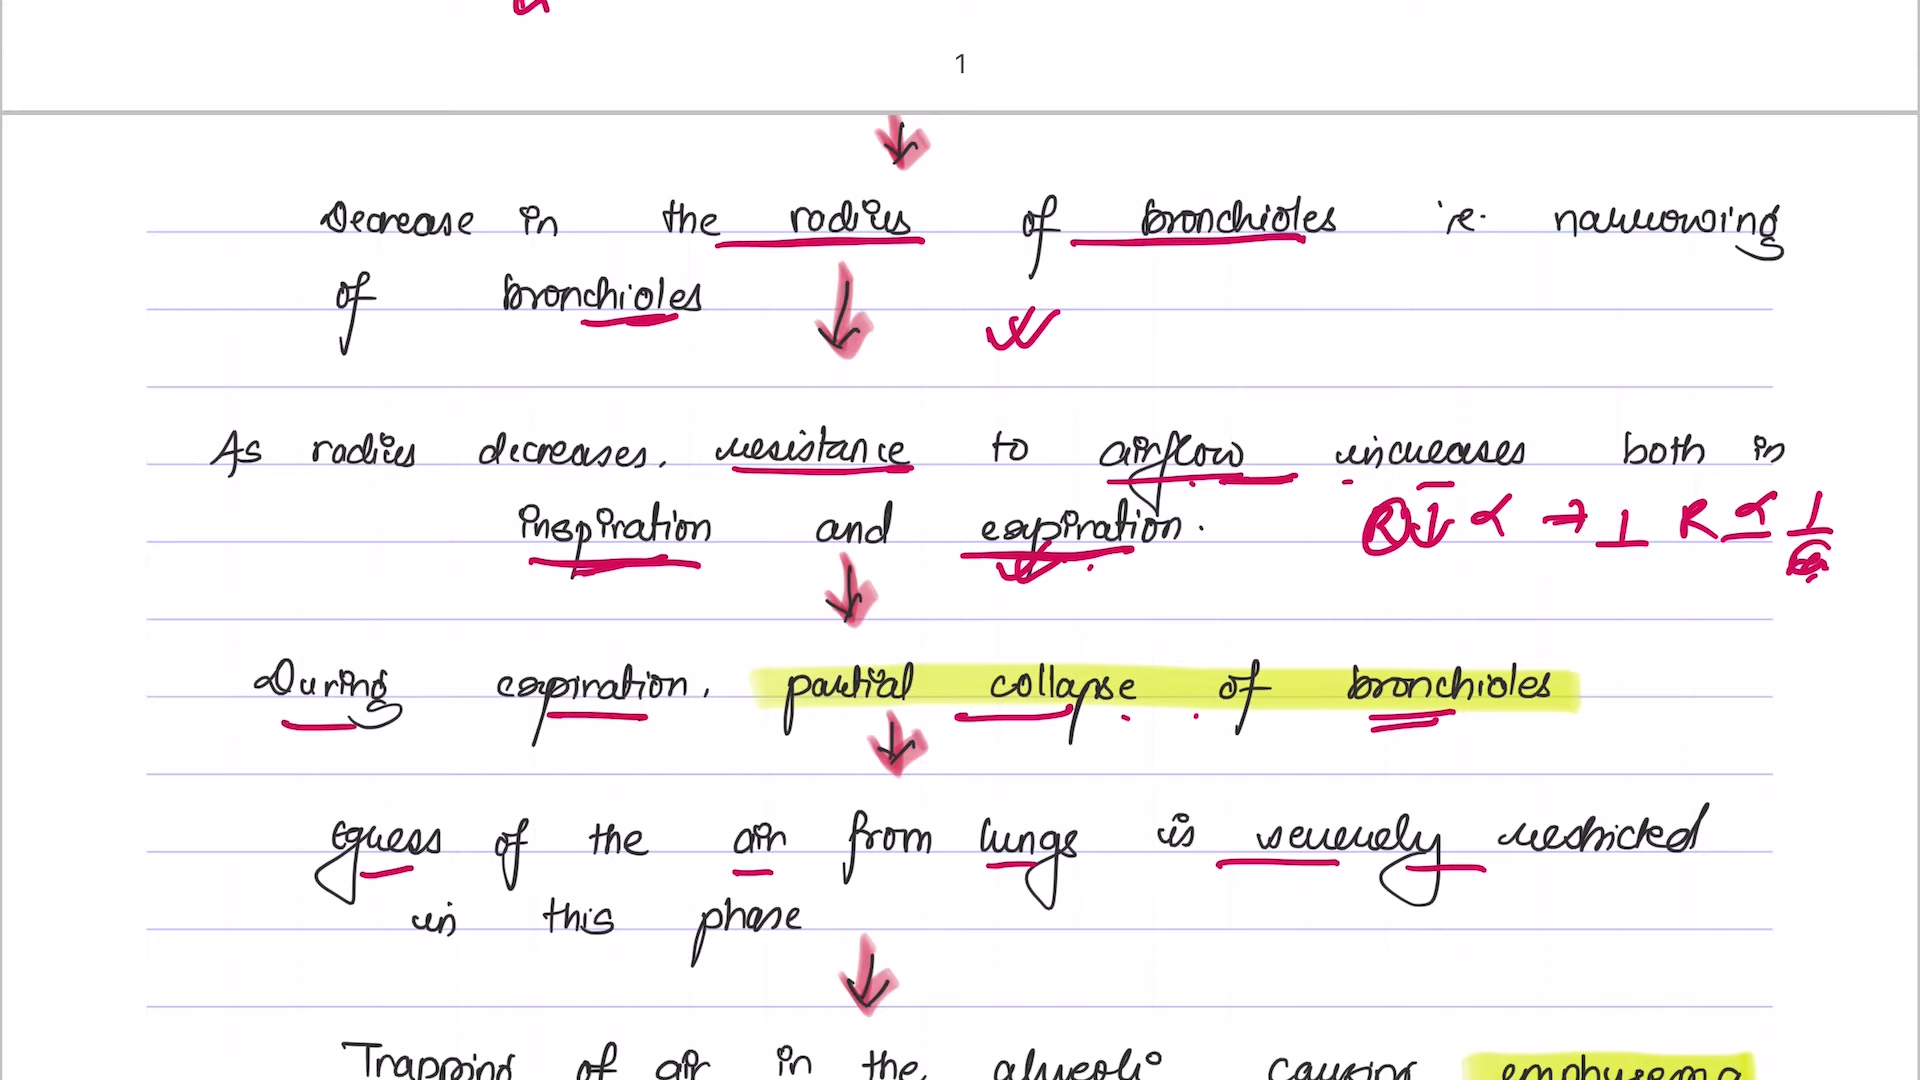 1
Decrease in the radius of bronchioles i.e. narrowing
of bronchioles
As radius decreases, resistance to airflow increases both in
inspiration and expiration.
R↓ ∝ → ⊥ R ∝ 1
During expiration, partial collapse of bronchioles
Egress of the air from lungs is severely restricted
in this phase
Trapping of air in the alveoli causing emphysema